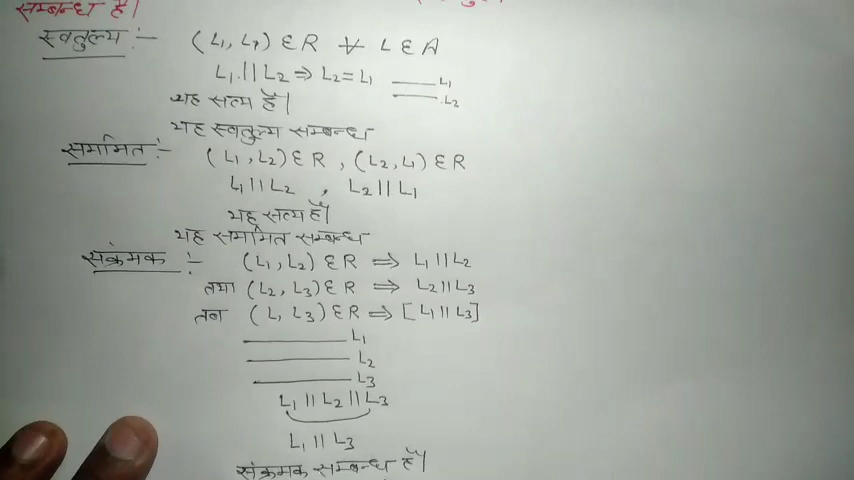 सम्बन्ध है।
स्वतुल्य :- (L₁, L₁) ∈ R ∀ L ∈ A
L₁ || L₂ ⇒ L₂ = L₁ L₁
L₂
यह सत्य है।
यह स्वतुल्य सम्बन्ध
सममित :- (L₁, L₂) ∈ R, (L₂, L₁) ∈ R
L₁ || L₂ , L₂ || L₁
यह सत्य है।
यह सममित सम्बन्ध
संक्रमक :- (L₁, L₂) ∈ R ⇒ L₁ || L₂
तथा (L₂, L₃) ∈ R ⇒ L₂ || L₃
तब (L, L₃) ∈ R ⇒ [L₁ || L₃]
L₁
L₂
L₃
L₁ || L₂ || L₃
L₁ || L₃
संक्रमक सम्बन्ध है।